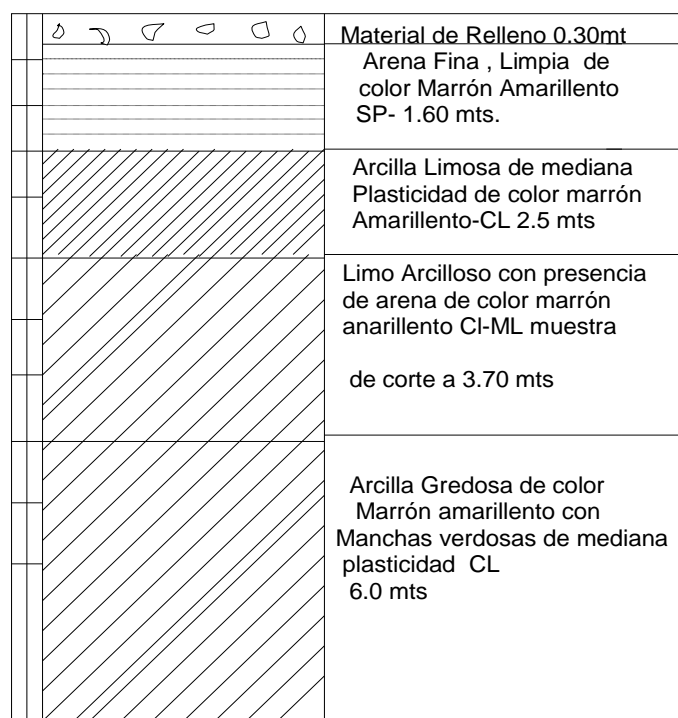 Material de Relleno 0.30mt
Arena Fina , Limpia de
color Marrón Amarillento
SP- 1.60 mts.
Arcilla Limosa de mediana
Plasticidad de color marrón
Amarillento-CL 2.5 mts
Limo Arcilloso con presencia
de arena de color marrón
anarillento Cl-ML muestra
de corte a 3.70 mts
Arcilla Gredosa de color
Marrón amarillento con
Manchas verdosas de mediana
plasticidad CL
6.0 mts